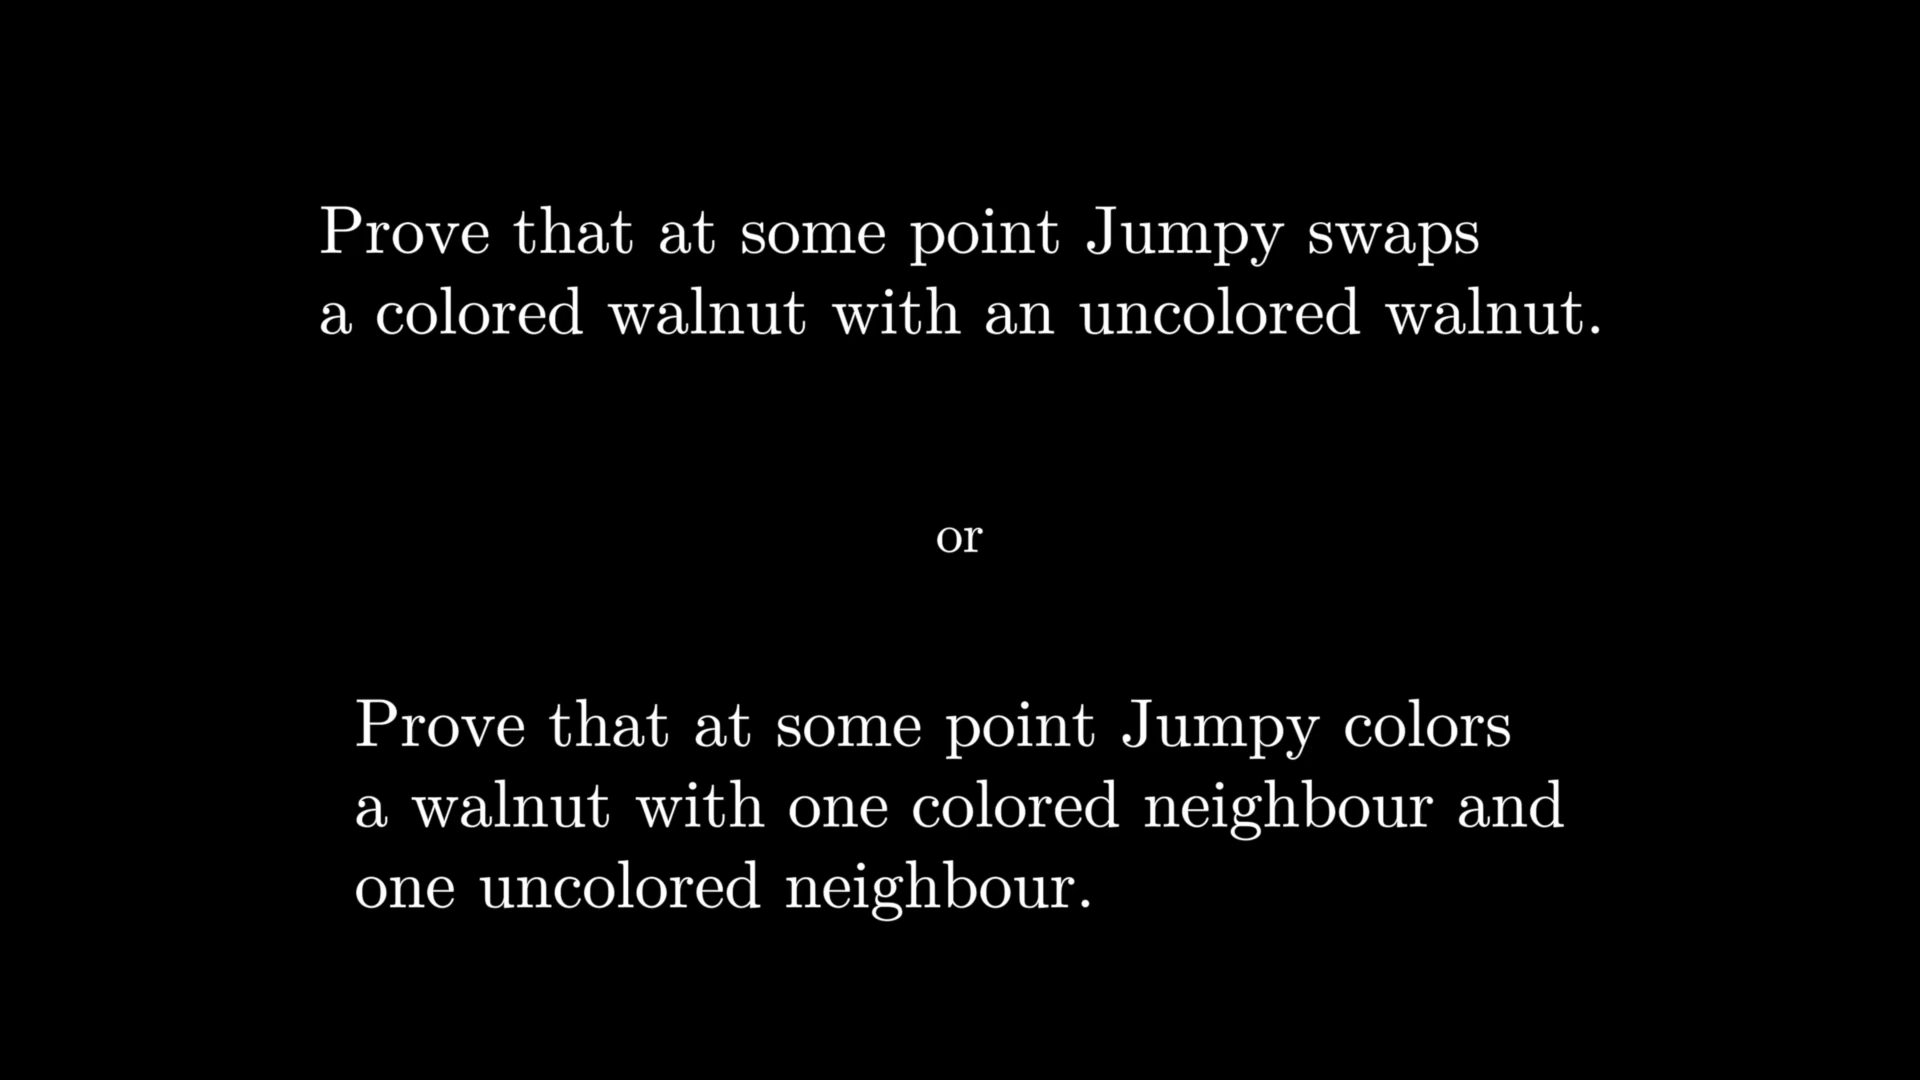 Prove that at some point Jumpy swaps
a colored walnut with an uncolored walnut.
or
Prove that at some point Jumpy colors
a walnut with one colored neighbour and
one uncolored neighbour.